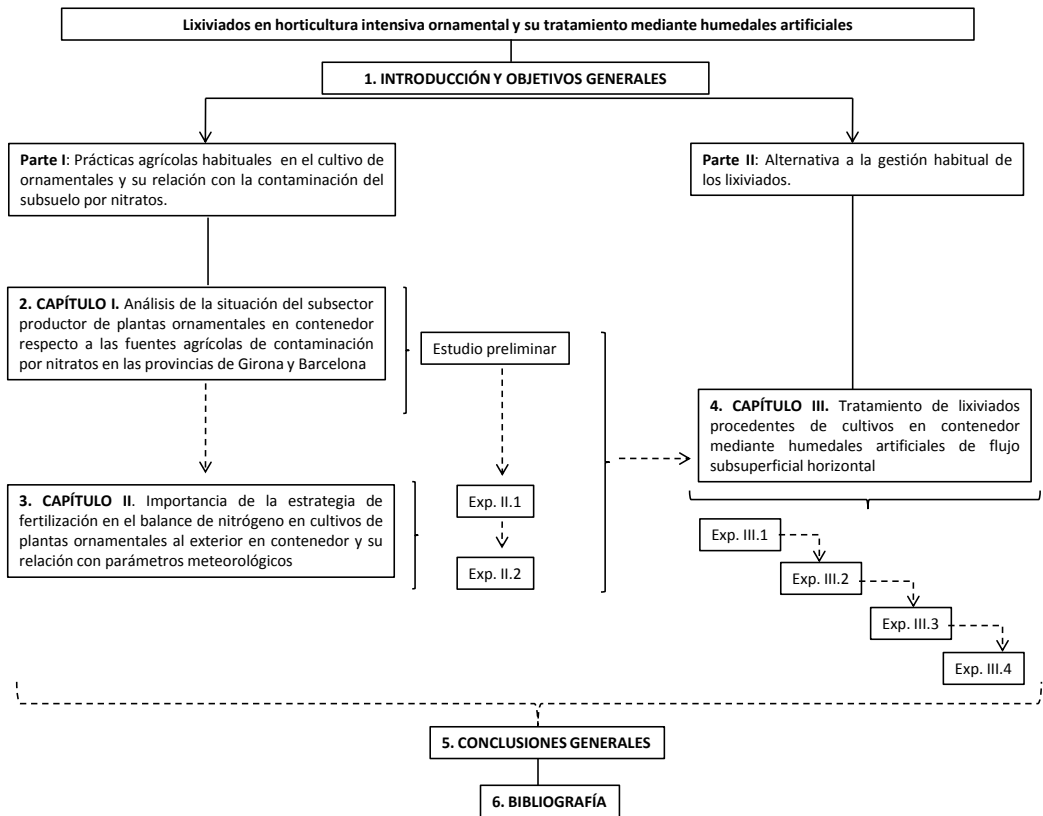 Lixiviados en horticultura intensiva ornamental y su tratamiento mediante humedales artificiales
1. INTRODUCCIÓN Y OBJETIVOS GENERALES
Parte I: Prácticas agrícolas habituales en el cultivo de
ornamentales y su relación con la contaminación del
subsuelo por nitratos.
Parte II: Alternativa a la gestión habitual de
los lixiviados.
2. CAPÍTULO I. Análisis de la situación del subsector
productor de plantas ornamentales en contenedor
respecto a las fuentes agrícolas de contaminación
por nitratos en las provincias de Girona y Barcelona
Estudio preliminar
3. CAPÍTULO II. Importancia de la estrategia de
fertilización en el balance de nitrógeno en cultivos de
plantas ornamentales al exterior en contenedor y su
relación con parámetros meteorológicos
Exp. II.1
Exp. II.2
4. CAPÍTULO III. Tratamiento de lixiviados
procedentes de cultivos en contenedor
mediante humedales artificiales de flujo
subsuperficial horizontal
Exp. III.1
Exp. III.2
Exp. III.3
Exp. III.4
5. CONCLUSIONES GENERALES
6. BIBLIOGRAFÍA